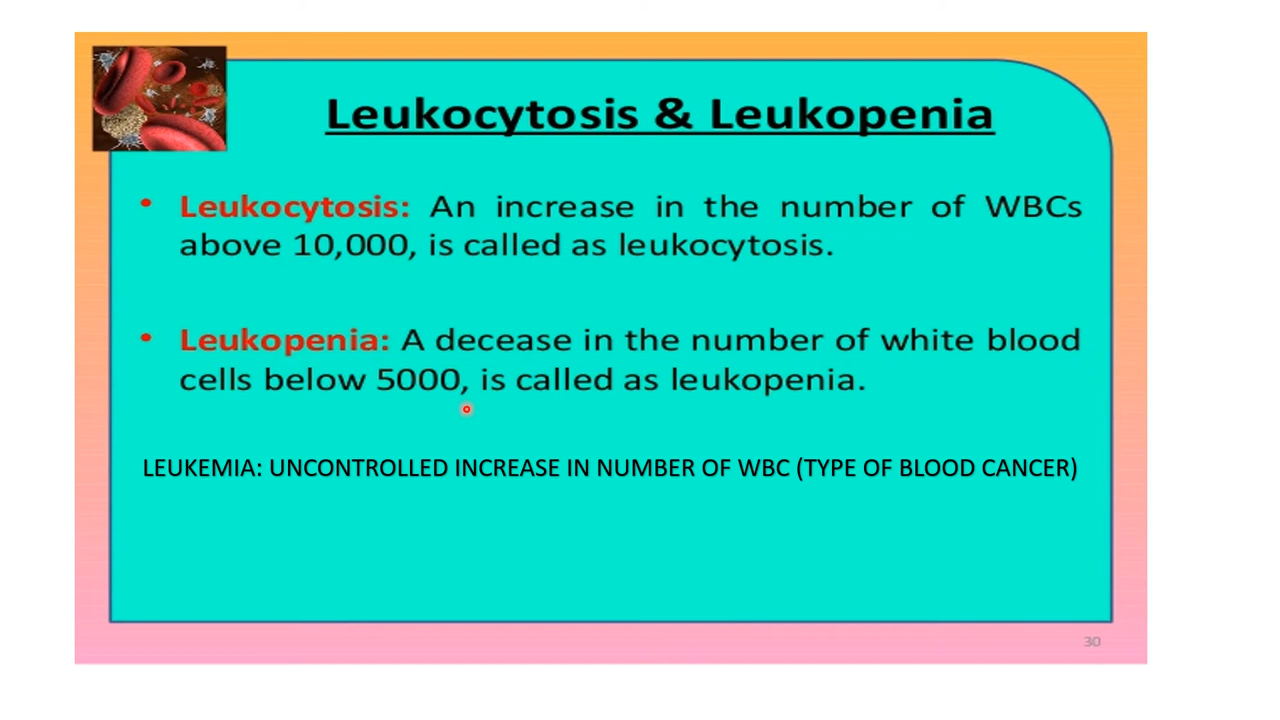 Leukocytosis & Leukopenia
• Leukocytosis: An increase in the number of WBCs
above 10,000, is called as leukocytosis.
• Leukopenia: A decease in the number of white blood
cells below 5000, is called as leukopenia.
LEUKEMIA: UNCONTROLLED INCREASE IN NUMBER OF WBC (TYPE OF BLOOD CANCER)
30